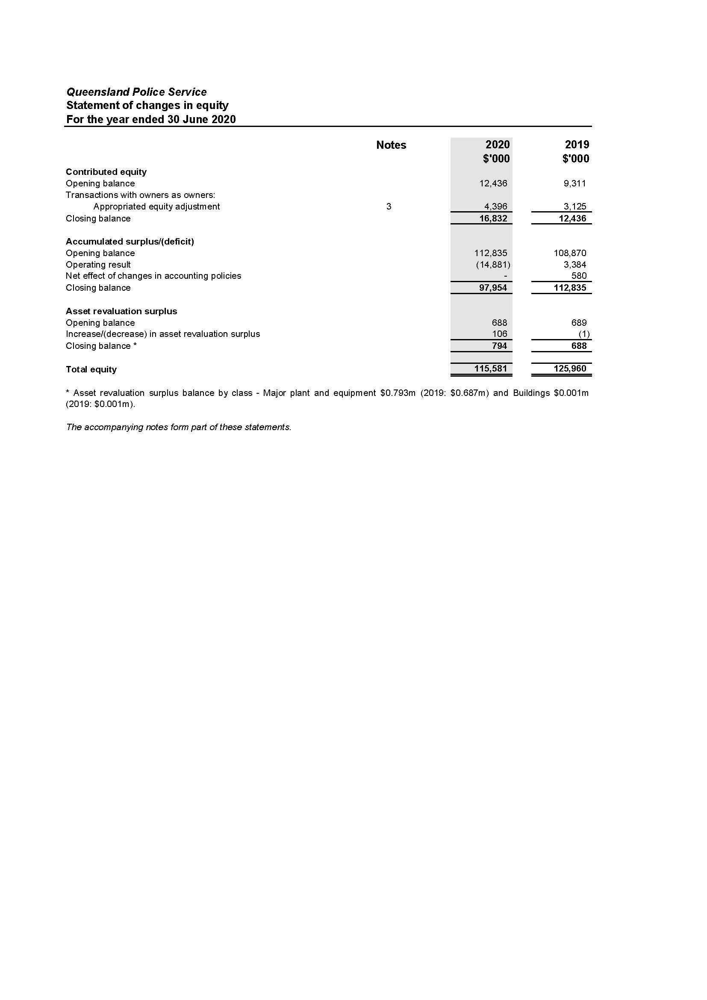 Queensland Police Service
Statement of changes in equity
For the year ended 30 June 2020
Notes 2020 2019
$'000 $'000
Contributed equity
Opening balance 12,436 9,311
Transactions with owners as owners:
Appropriated equity adjustment 3 4,396 3,125
Closing balance 16,832 12,436
Accumulated surplus/(deficit)
Opening balance 112,835 108,870
Operating result (14,881) 3,384
Net effect of changes in accounting policies - 580
Closing balance 97,954 112,835
Asset revaluation surplus
Opening balance 688 689
Increase/(decrease) in asset revaluation surplus 106 (1)
Closing balance * 794 688
Total equity 115,581 125,960
* Asset revaluation surplus balance by class - Major plant and equipment $0.793m (2019: $0.687m) and Buildings $0.001m
(2019: $0.001m).
The accompanying notes form part of these statements.